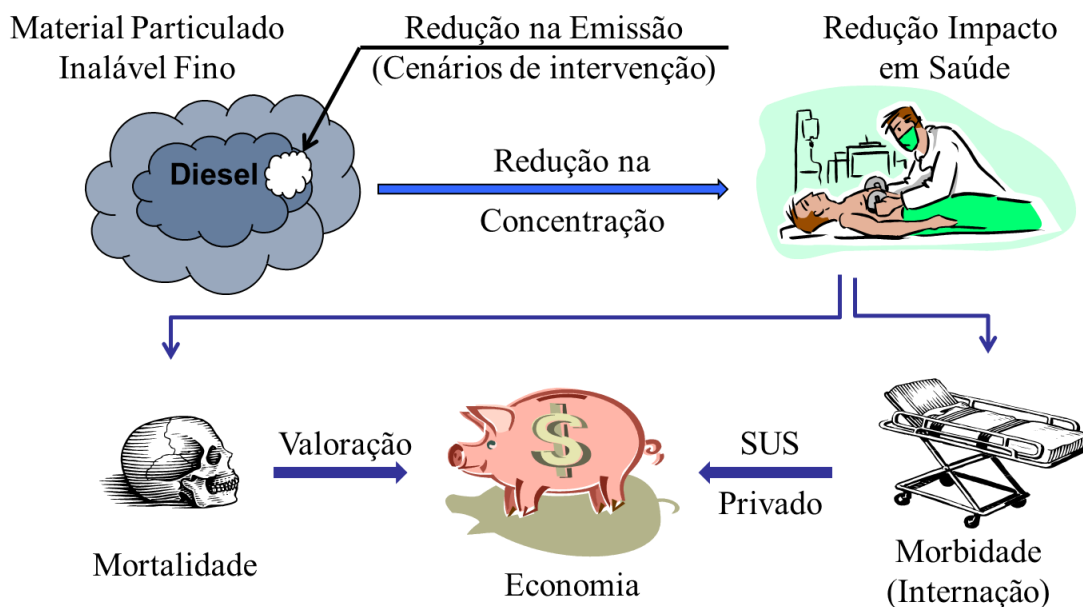 Material Particulado
Inalável Fino
Redução na Emissão
(Cenários de intervenção)
Redução Impacto
em Saúde
Diesel
Redução na
Concentração
Mortalidade
Valoração
$
Economia
SUS
Privado
Morbidade
(Internação)